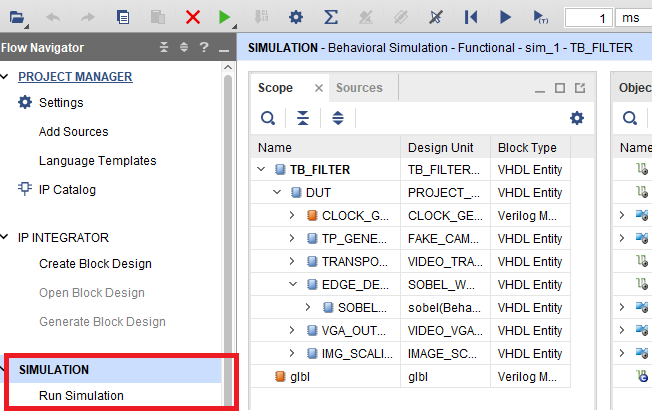 1 ms
Flow Navigator ? _
SIMULATION - Behavioral Simulation - Functional - sim_1 - TB_FILTER
PROJECT MANAGER
Settings
Add Sources
Language Templates
IP Catalog
IP INTEGRATOR
Create Block Design
Open Block Design
Generate Block Design
SIMULATION
Run Simulation
Scope Sources
Name Design Unit Block Type
TB_FILTER TB_FILTER... VHDL Entity
DUT PROJECT_... VHDL Entity
CLOCK_G... CLOCK_GE... Verilog M...
TP_GENE... FAKE_CAM... VHDL Entity
TRANSPO... VIDEO_TRA... VHDL Entity
EDGE_DE... SOBEL_W... VHDL Entity
SOBEL... sobel(Beha... VHDL Entity
VGA_OUT... VIDEO_VGA... VHDL Entity
IMG_SCALI... IMAGE_SC... VHDL Entity
glbl glbl Verilog M...
Objec
Name